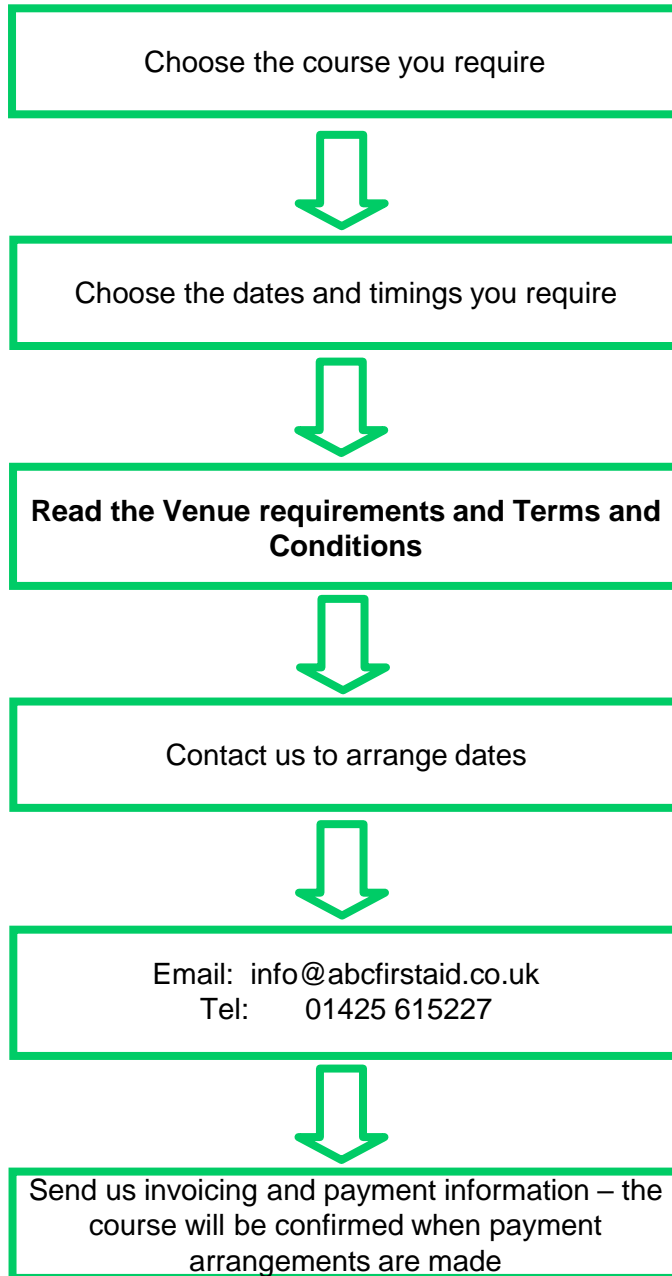 Choose the course you require
Choose the dates and timings you require
Read the Venue requirements and Terms and
Conditions
Contact us to arrange dates
Email:  info@abcfirstaid.co.uk
Tel:      01425 615227
Send us invoicing and payment information – the
course will be confirmed when payment
arrangements are made